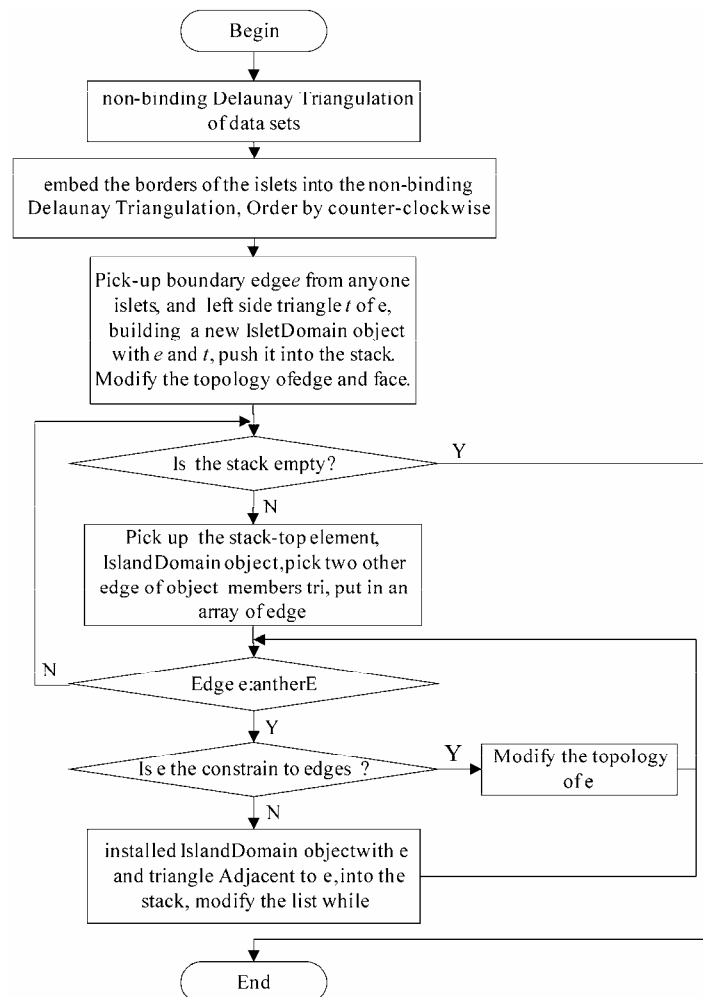 Begin
non-binding Delaunay Triangulation
of data sets
embed the borders of the islets into the non-binding
Delaunay Triangulation, Order by counter-clockwise
Pick-up boundary edge e from anyone
islets, and left side triangle t of e,
building a new IsletDomain object
with e and t, push it into the stack.
Modify the topology ofedge and face.
Is the stack empty?
Y
N
Pick up the stack-top element,
IslandDomain object,pick two other
edge of object members tri, put in an
array of edge
N
Edge e:antherE
Y
Is e the constrain to edges ?
Y
Modify the topology
of e
N
installed IslandDomain objectwith e
and triangle Adjacent to e,into the
stack, modify the list while
End